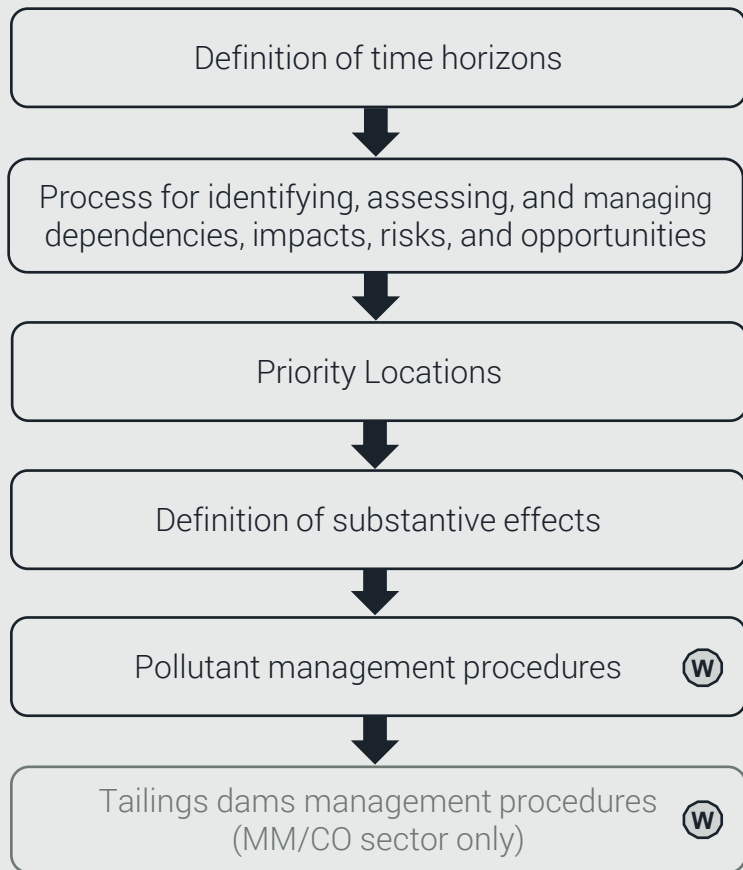 Definition of time horizons
Process for identifying, assessing, and managing
dependencies, impacts, risks, and opportunities
Priority Locations
Definition of substantive effects
Pollutant management procedures W
Tailings dams management procedures
(MM/CO sector only) W